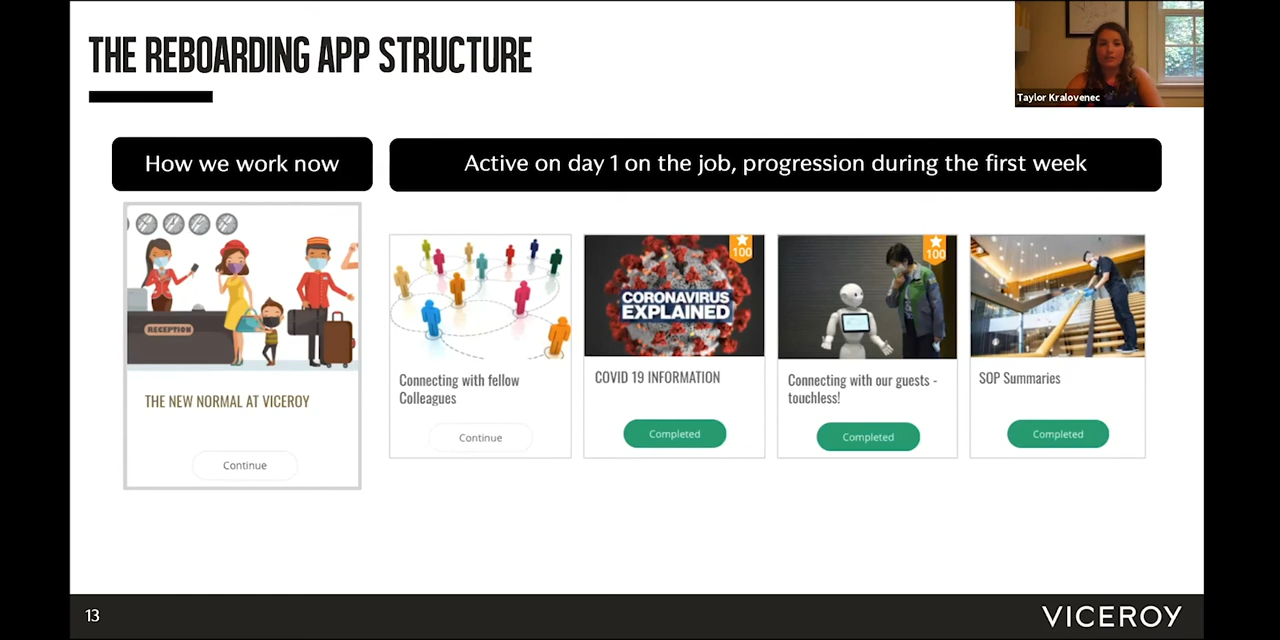 THE REBOARDING APP STRUCTURE
Taylor Kralovenec
How we work now
Active on day 1 on the job, progression during the first week
RECEPTION
THE NEW NORMAL AT VICEROY
Continue
Connecting with fellow
Colleagues
Continue
100
CORONAVIRUS
EXPLAINED
COVID 19 INFORMATION
Completed
100
Connecting with our guests -
touchless!
Completed
SOP Summaries
Completed
13
VICEROY